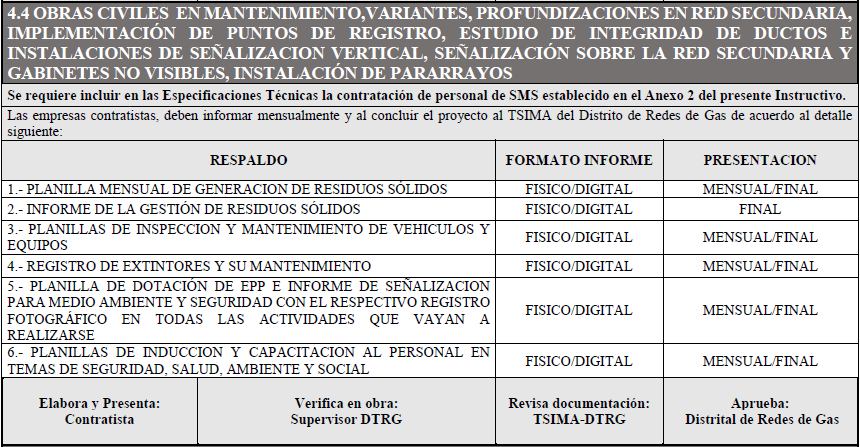 4.4 OBRAS CIVILES EN MANTENIMIENTO,VARIANTES, PROFUNDIZACIONES EN RED SECUNDARIA,
IMPLEMENTACIÓN DE PUNTOS DE REGISTRO, ESTUDIO DE INTEGRIDAD DE DUCTOS E
INSTALACIONES DE SEÑALIZACION VERTICAL, SEÑALIZACIÓN SOBRE LA RED SECUNDARIA Y
GABINETES NO VISIBLES, INSTALACIÓN DE PARARRAYOS
Se requiere incluir en las Especificaciones Técnicas la contratación de personal de SMS establecido en el Anexo 2 del presente Instructivo.
Las empresas contratistas, deben informar mensualmente y al concluir el proyecto al TSIMA del Distrito de Redes de Gas de acuerdo al detalle
siguiente:
RESPALDO FORMATO INFORME PRESENTACION
1.- PLANILLA MENSUAL DE GENERACION DE RESIDUOS SÓLIDOS FISICO/DIGITAL MENSUAL/FINAL
2.- INFORME DE LA GESTIÓN DE RESIDUOS SÓLIDOS FISICO/DIGITAL FINAL
3.- PLANILLAS DE INSPECCION Y MANTENIMIENTO DE VEHICULOS Y
EQUIPOS FISICO/DIGITAL MENSUAL/FINAL
4.- REGISTRO DE EXTINTORES Y SU MANTENIMIENTO FISICO/DIGITAL MENSUAL/FINAL
5.- PLANILLA DE DOTACIÓN DE EPP E INFORME DE SEÑALIZACION
PARA MEDIO AMBIENTE Y SEGURIDAD CON EL RESPECTIVO REGISTRO
FOTOGRÁFICO EN TODAS LAS ACTIVIDADES QUE VAYAN A
REALIZARSE FISICO/DIGITAL MENSUAL/FINAL
6.- PLANILLAS DE INDUCCION Y CAPACITACION AL PERSONAL EN
TEMAS DE SEGURIDAD, SALUD, AMBIENTE Y SOCIAL FISICO/DIGITAL MENSUAL/FINAL
Elabora y Presenta:
Contratista
Verifica en obra:
Supervisor DTRG
Revisa documentación:
TSIMA-DTRG
Aprueba:
Distrital de Redes de Gas